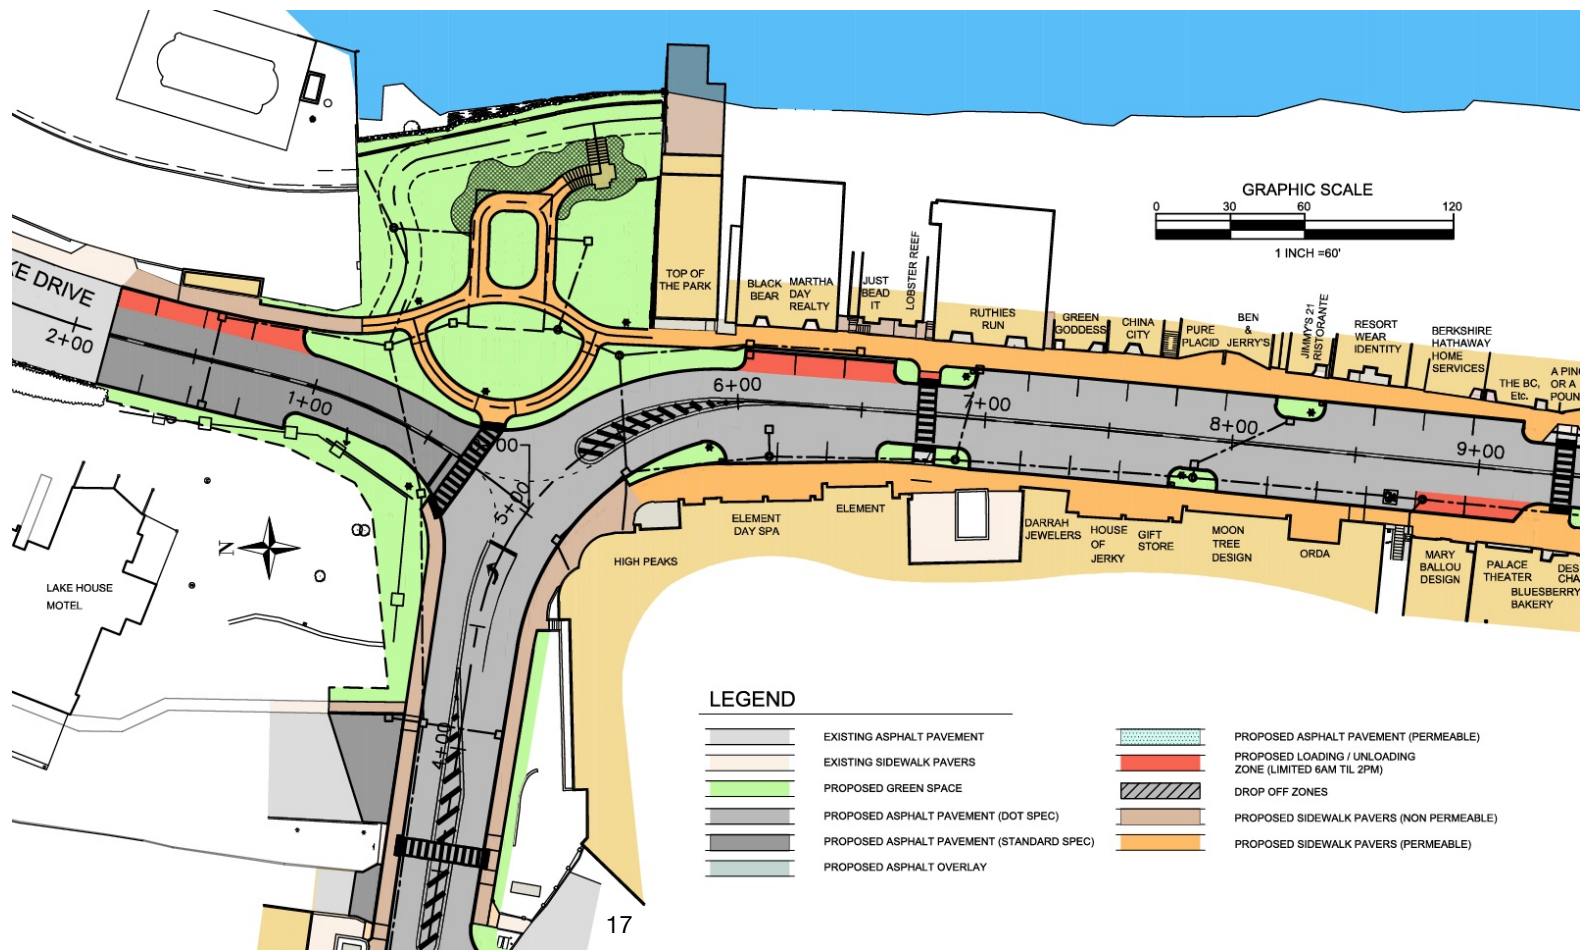 GRAPHIC SCALE
0 30 60 120
1 INCH =60'
KE DRIVE
2+00
1+00
00
5+00
4+00
6+00
7+00
8+00
9+00
TOP OF
THE PARK
BLACK
BEAR
MARTHA
DAY
REALTY
JUST
BEAD
IT
LOBSTER REEF
RUTHIES
RUN
GREEN
GODDESS
CHINA
CITY
PURE
PLACID
BEN
&
JERRY'S
JIMMY'S 21
RISTORANTE
RESORT
WEAR
IDENTITY
BERKSHIRE
HATHAWAY
HOME
SERVICES
THE BC,
Etc.
A PING
OR A
POUN
N
LAKE HOUSE
MOTEL
HIGH PEAKS
ELEMENT
DAY SPA
ELEMENT
DARRAH
JEWELERS
HOUSE
OF
JERKY
GIFT
STORE
MOON
TREE
DESIGN
ORDA
MARY
BALLOU
DESIGN
PALACE
THEATER
DES
CHA
BLUESBERRY
BAKERY
LEGEND
EXISTING ASPHALT PAVEMENT
EXISTING SIDEWALK PAVERS
PROPOSED GREEN SPACE
PROPOSED ASPHALT PAVEMENT (DOT SPEC)
PROPOSED ASPHALT PAVEMENT (STANDARD SPEC)
PROPOSED ASPHALT OVERLAY
PROPOSED ASPHALT PAVEMENT (PERMEABLE)
PROPOSED LOADING / UNLOADING
ZONE (LIMITED 6AM TIL 2PM)
DROP OFF ZONES
PROPOSED SIDEWALK PAVERS (NON PERMEABLE)
PROPOSED SIDEWALK PAVERS (PERMEABLE)
17